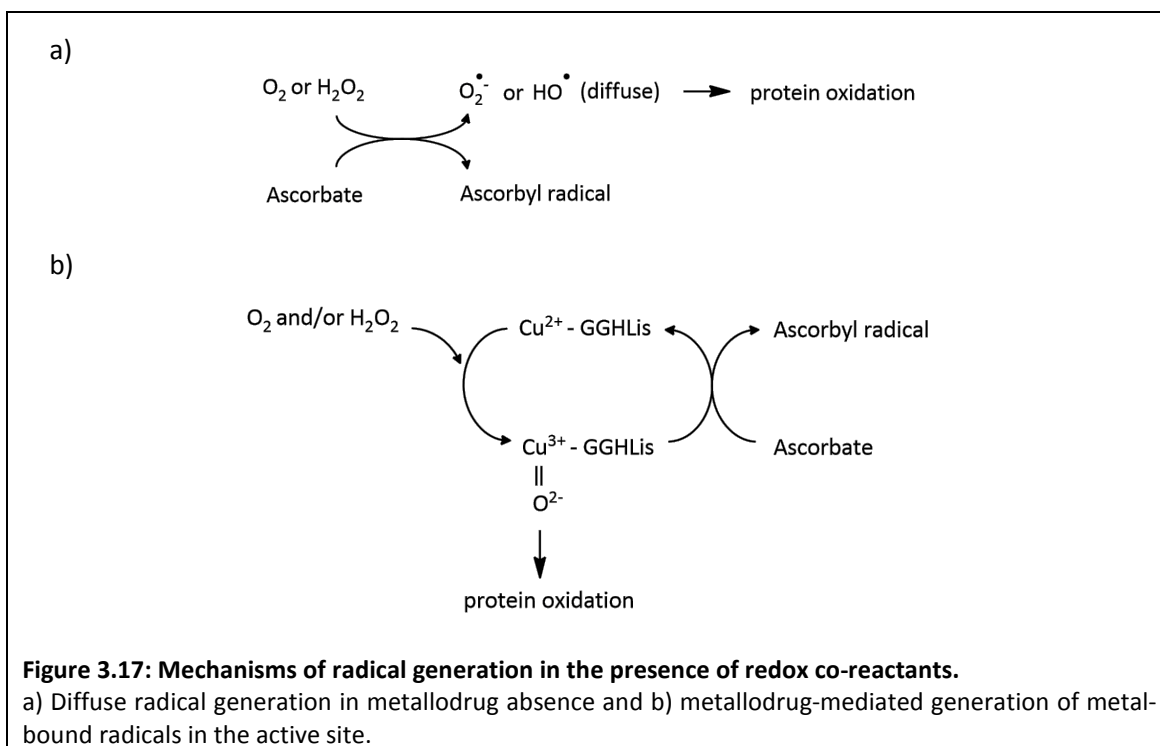 a)
O₂ or H₂O₂ O₂•⁻ or HO• (diffuse) protein oxidation
Ascorbate Ascorbyl radical
b)
O₂ and/or H₂O₂ Cu²⁺ - GGHLis Ascorbyl radical
Cu³⁺ - GGHLis Ascorbate
O²⁻
protein oxidation
Figure 3.17: Mechanisms of radical generation in the presence of redox co-reactants.
a) Diffuse radical generation in metallodrug absence and b) metallodrug-mediated generation of metal-
bound radicals in the active site.